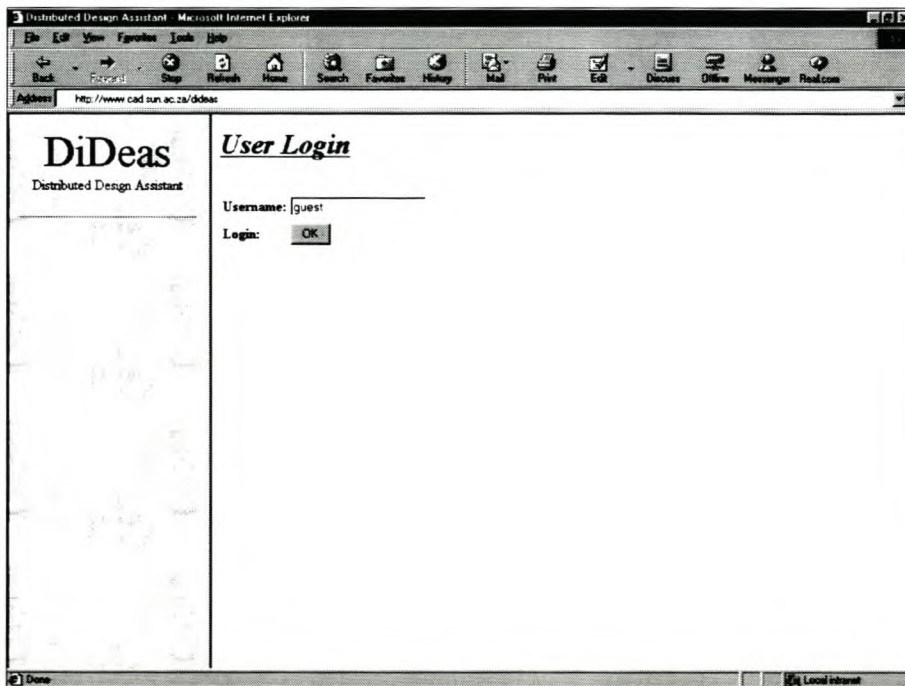 Distributed Design Assistant - Microsoft Internet Explorer
File Edit View Favorites Tools Help
Back Forward Stop Refresh Home Search Favorites History Mail Print Edit Discuss Offline Messenger Real.com
Address http://www.cad.sun.ac.za/dideas
DiDeas
Distributed Design Assistant
User Login
Username: guest
Login: OK
Done Local intranet